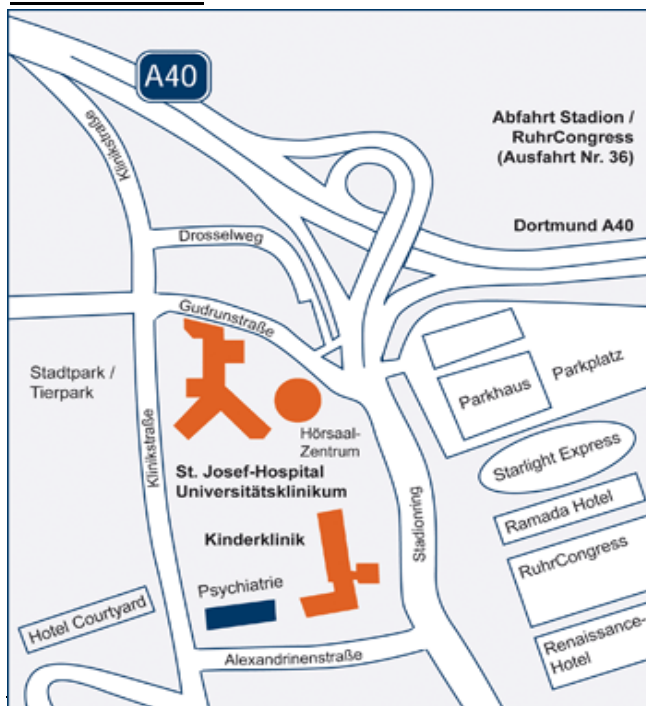 A40
Abfahrt Stadion /
RuhrCongress
(Ausfahrt Nr. 36)
Klinikstraße
Dortmund A40
Drosselweg
Gudrunstraße
Stadtpark /
Tierpark
Parkhaus
Parkplatz
Hörsaal-
Zentrum
Starlight Express
Klinikstraße
St. Josef-Hospital
Universitätsklinikum
Stadionring
Ramada Hotel
Kinderklinik
RuhrCongress
Psychiatrie
Hotel Courtyard
Renaissance-
Hotel
Alexandrinenstraße